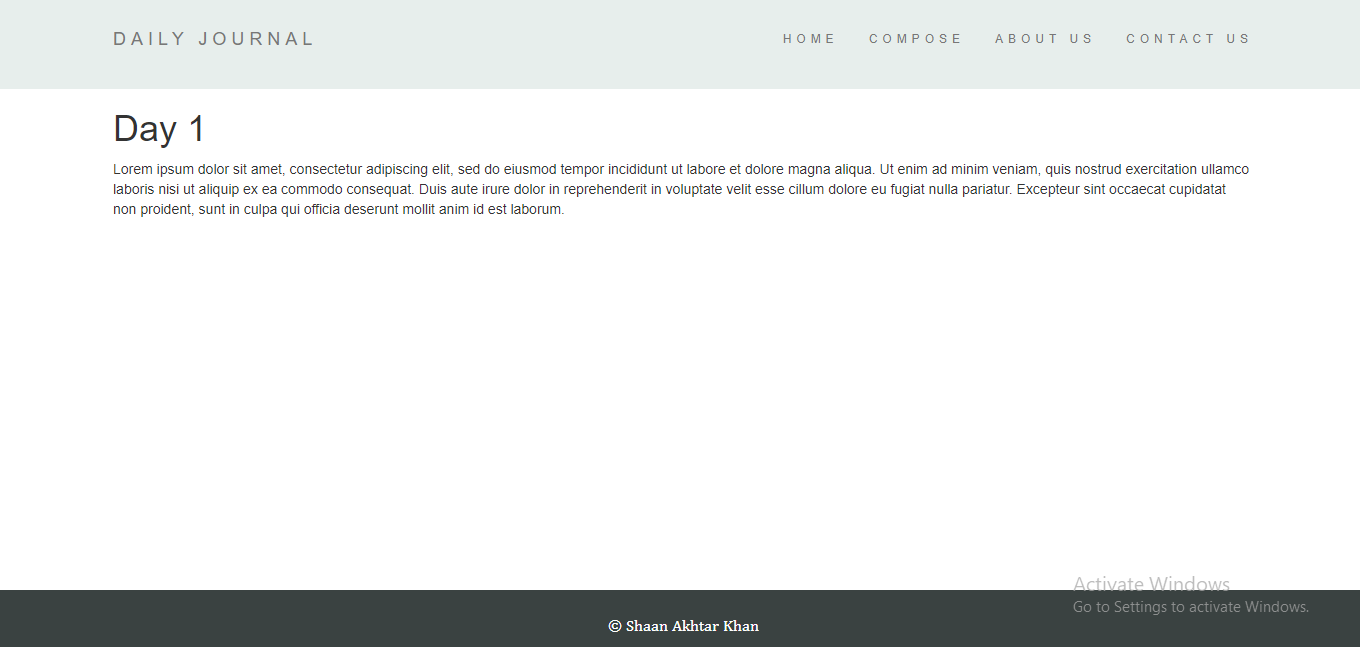 DAILY JOURNAL
HOME COMPOSE ABOUT US CONTACT US
Day 1
Lorem ipsum dolor sit amet, consectetur adipiscing elit, sed do eiusmod tempor incididunt ut labore et dolore magna aliqua. Ut enim ad minim veniam, quis nostrud exercitation ullamco
laboris nisi ut aliquip ex ea commodo consequat. Duis aute irure dolor in reprehenderit in voluptate velit esse cillum dolore eu fugiat nulla pariatur. Excepteur sint occaecat cupidatat
non proident, sunt in culpa qui officia deserunt mollit anim id est laborum.
Activate Windows
Go to Settings to activate Windows.
© Shaan Akhtar Khan